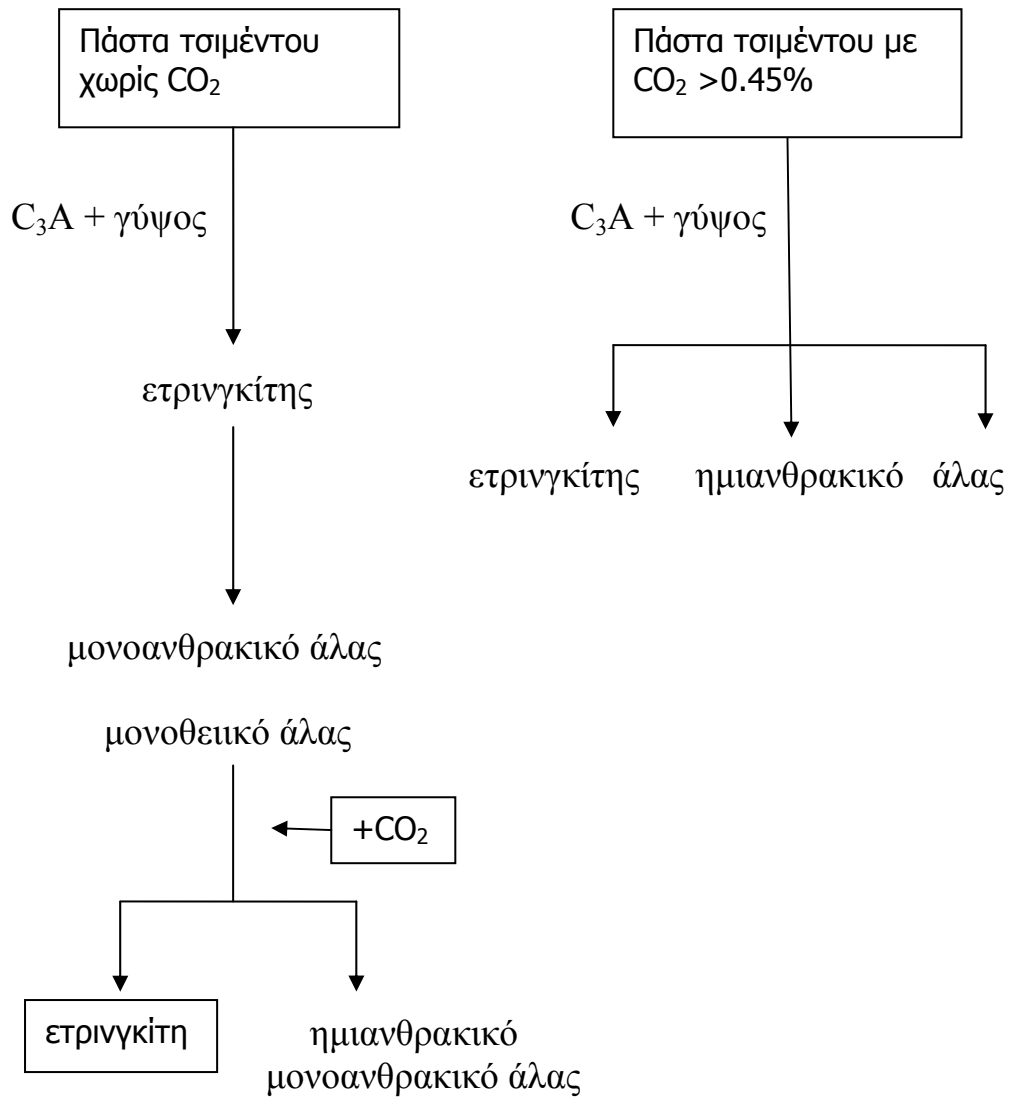 Πάστα τσιμέντου
χωρίς CO₂
C₃A + γύψος
ετρινγκίτης
μονοανθρακικό άλας
μονοθειικό άλας
+CO₂
ετρινγκίτη
ημιανθρακικό
μονοανθρακικό άλας
Πάστα τσιμέντου με
CO₂ >0.45%
C₃A + γύψος
ετρινγκίτης ημιανθρακικό άλας